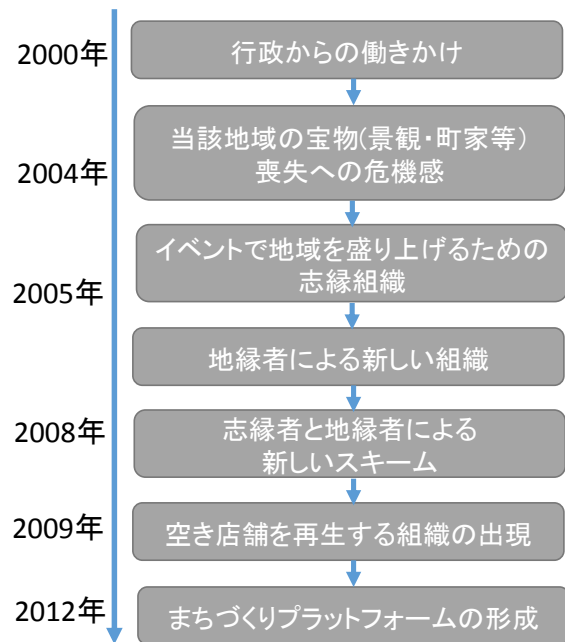 2000年
行政からの働きかけ
2004年
当該地域の宝物(景観・町家等)
喪失への危機感
2005年
イベントで地域を盛り上げるための
志縁組織
地縁者による新しい組織
2008年
志縁者と地縁者による
新しいスキーム
2009年
空き店舗を再生する組織の出現
2012年
まちづくりプラットフォームの形成